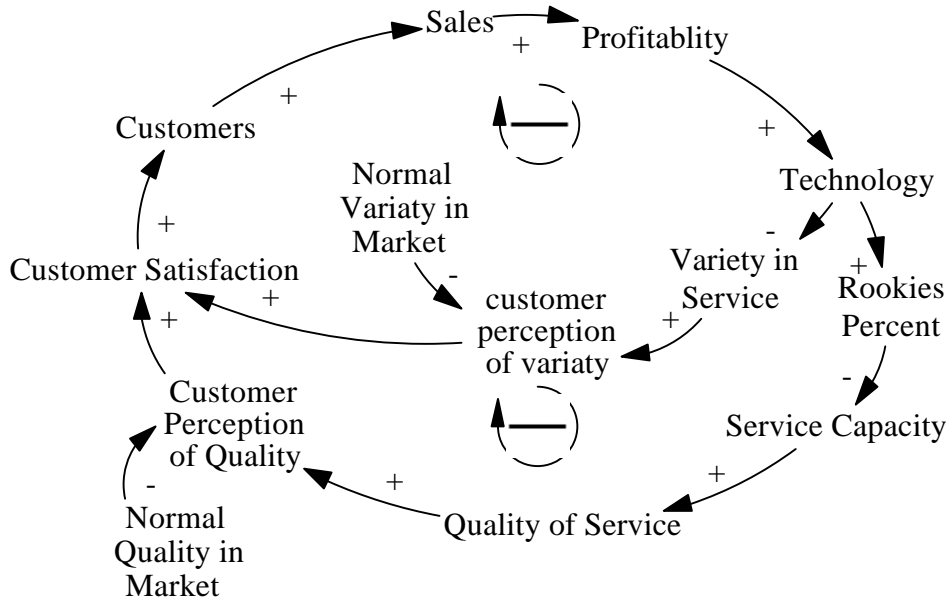 Sales
+
Profitablity
+
Customers
+
Technology
Normal
Variaty in
Market
-
-
Variety in
Service
+
Rookies
Percent
+
Customer Satisfaction
+
customer
perception
of variaty
+
+
-
Customer
Perception
of Quality
Service Capacity
+
+
-
Quality of Service
Normal
Quality in
Market